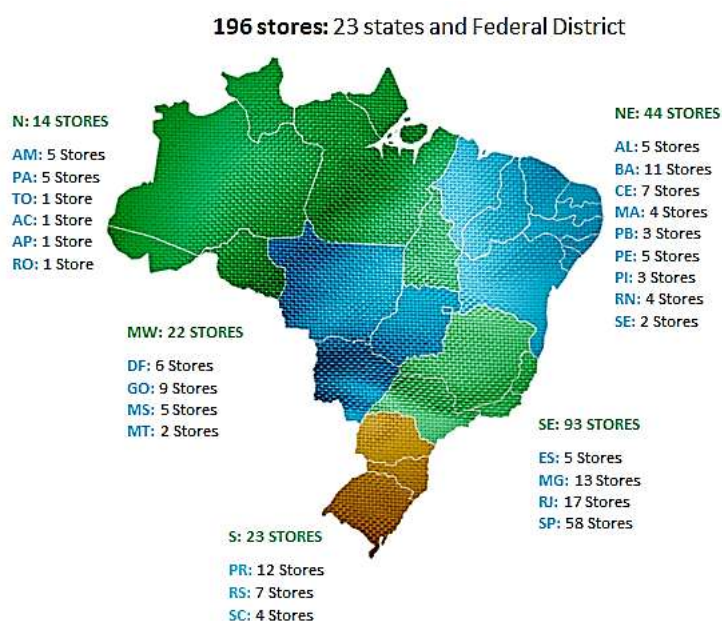 196 stores: 23 states and Federal District
N: 14 STORES
AM: 5 Stores
PA: 5 Stores
TO: 1 Store
AC: 1 Store
AP: 1 Store
RO: 1 Store
NE: 44 STORES
AL: 5 Stores
BA: 11 Stores
CE: 7 Stores
MA: 4 Stores
PB: 3 Stores
PE: 5 Stores
PI: 3 Stores
RN: 4 Stores
SE: 2 Stores
MW: 22 STORES
DF: 6 Stores
GO: 9 Stores
MS: 5 Stores
MT: 2 Stores
SE: 93 STORES
ES: 5 Stores
MG: 13 Stores
RJ: 17 Stores
SP: 58 Stores
S: 23 STORES
PR: 12 Stores
RS: 7 Stores
SC: 4 Stores